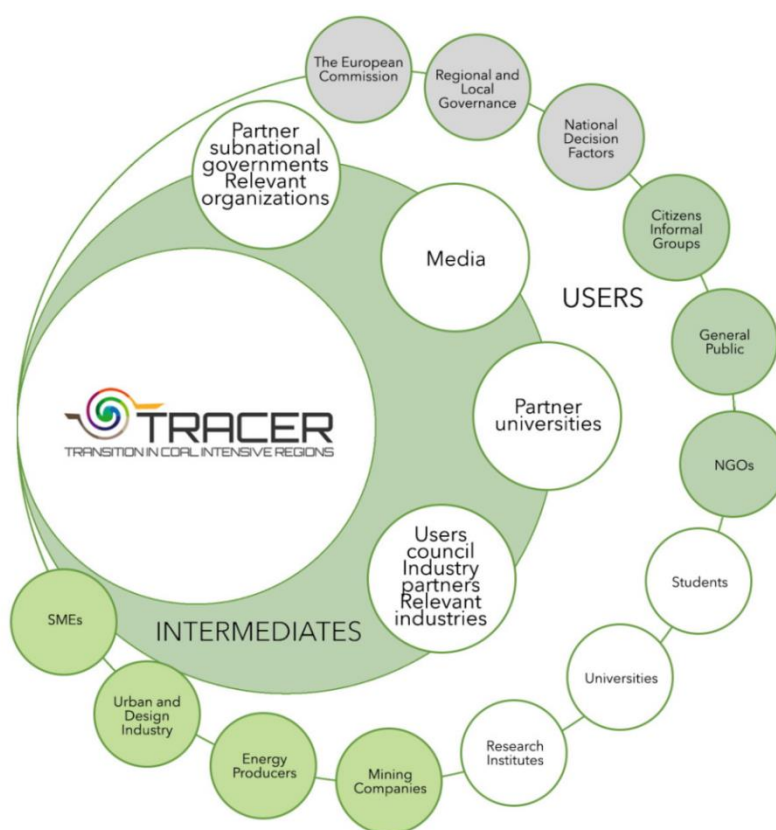 The European
Commission
Regional and
Local
Governance
National
Decision
Factors
Partner
subnational
governments
Relevant
organizations
Citizens
Informal
Groups
Media
USERS
General
Public
Partner
universities
TRACER
TRANSITION IN COAL INTENSIVE REGIONS
NGOs
Users
council
Industry
partners
Relevant
industries
Students
SMEs
INTERMEDIATES
Universities
Urban and
Design
Industry
Research
Institutes
Energy
Producers
Mining
Companies